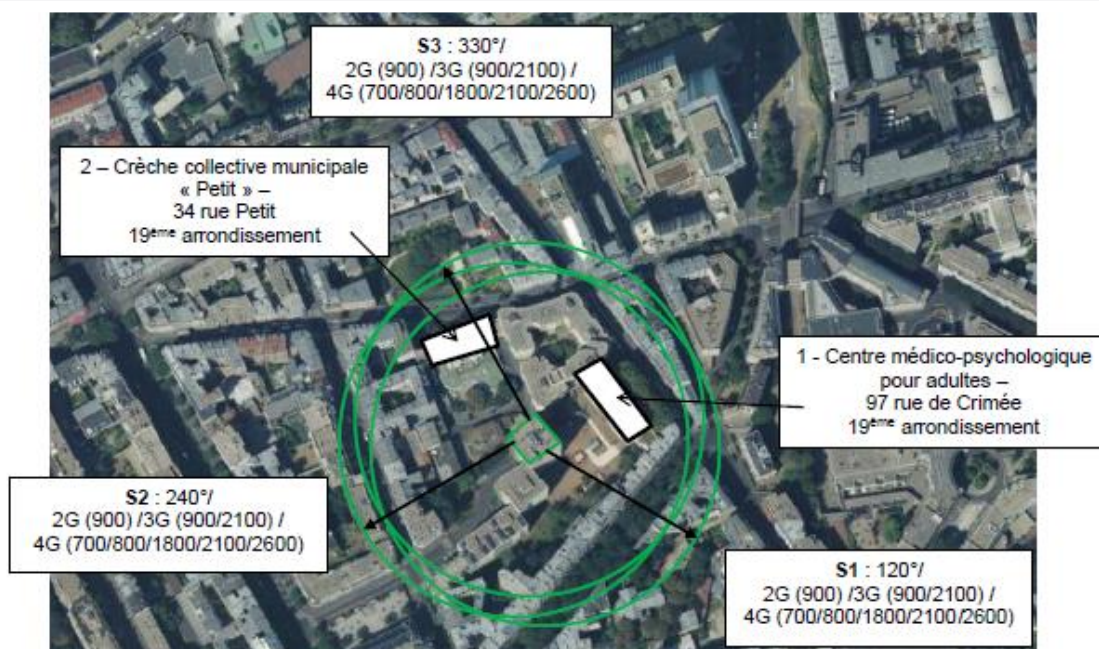 S3 : 330°/
2G (900) /3G (900/2100) /
4G (700/800/1800/2100/2600)
2 – Crèche collective municipale
« Petit » –
34 rue Petit
19ème arrondissement
1 - Centre médico-psychologique
pour adultes –
97 rue de Crimée
19ème arrondissement
S2 : 240°/
2G (900) /3G (900/2100) /
4G (700/800/1800/2100/2600)
S1 : 120°/
2G (900) /3G (900/2100) /
4G (700/800/1800/2100/2600)